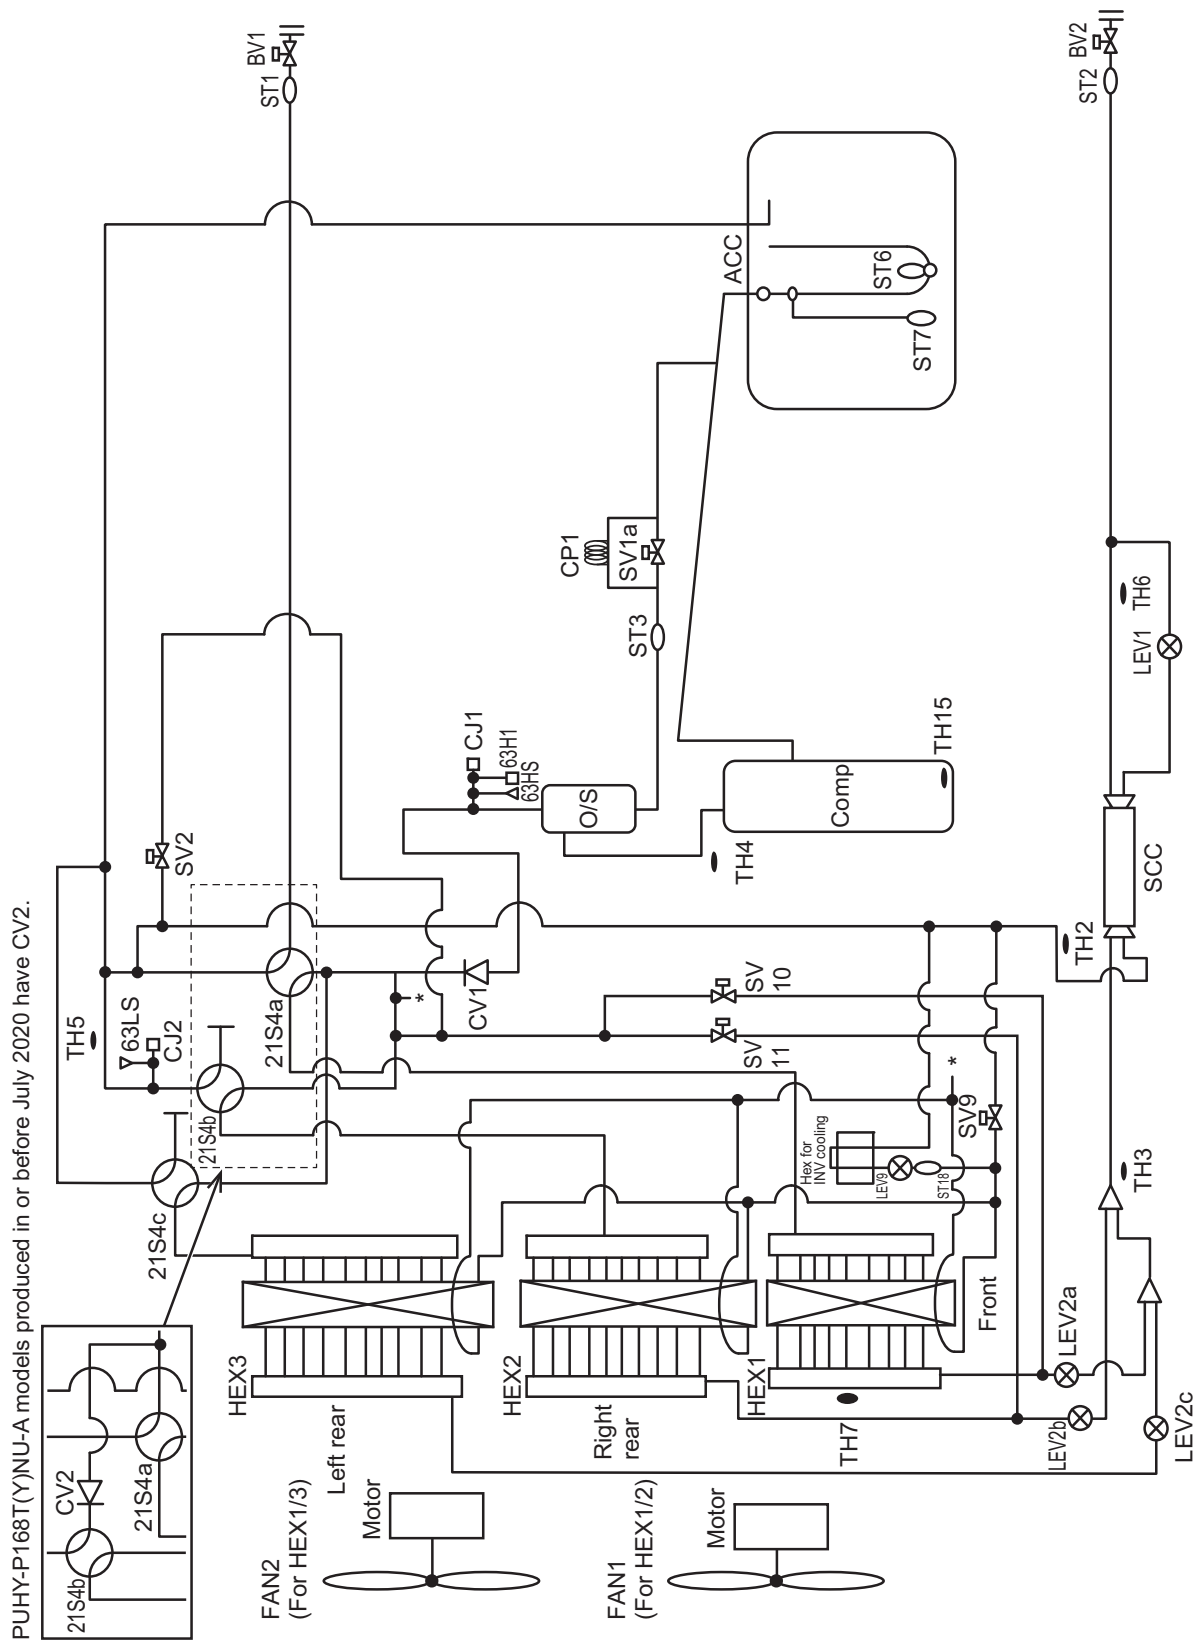 PUHY-P168T(Y)NU-A models produced in or before July 2020 have CV2.
21S4b
CV2
21S4a
21S4c
TH5
63LS
CJ2
21S4b
21S4a
SV2
BV1
ST1
CV1
*
CJ1
63H1
63HS
O/S
CP1
SV1a
ST3
ACC
ST6
ST7
TH4
Comp
TH15
SV
10
SV
11
HEX3
Left rear
HEX2
Right
rear
HEX1
TH7
Front
Hex for
INV cooling
LEV9
ST18
*
SV9
TH2
SCC
TH6
LEV1
BV2
ST2
TH3
LEV2a
LEV2b
LEV2c
FAN2
(For HEX1/3)
Motor
FAN1
(For HEX1/2)
Motor